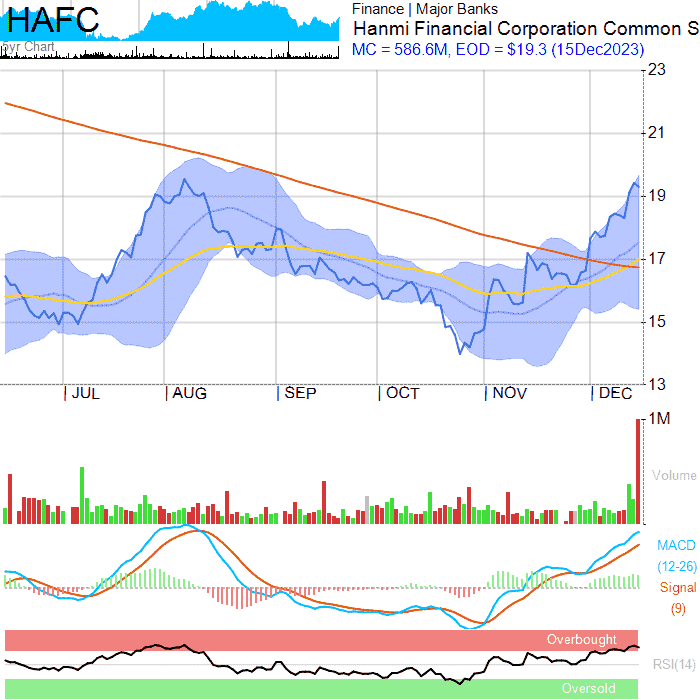 HAFC
Finance | Major Banks
Hanmi Financial Corporation Common S
5yr Chart
MC = 586.6M, EOD = $19.3 (15Dec2023)
23
21
19
17
15
13
JUL AUG SEP OCT NOV DEC
1M
Volume
MACD
(12-26)
Signal
(9)
Overbought
RSI(14)
Oversold